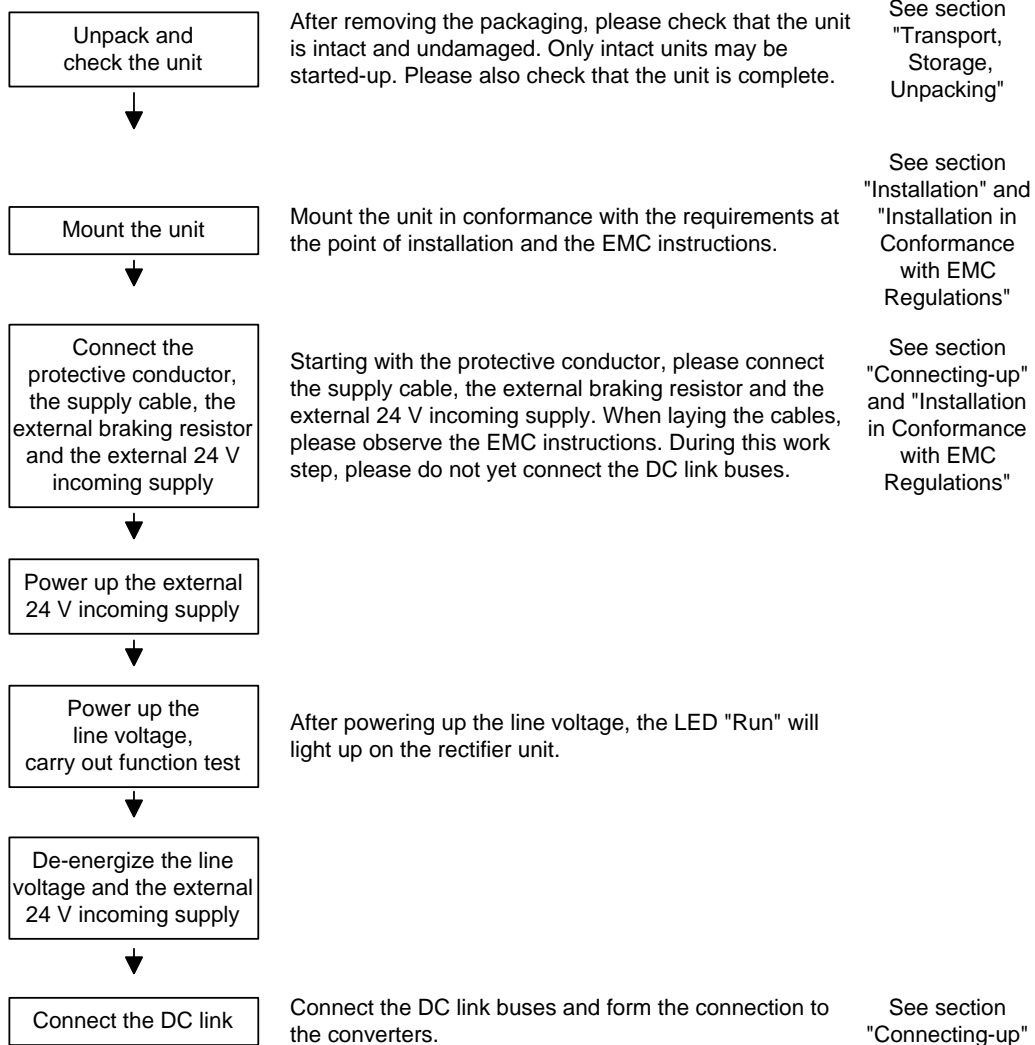 Unpack and
check the unit
After removing the packaging, please check that the unit
is intact and undamaged. Only intact units may be
started-up. Please also check that the unit is complete.
See section
"Transport,
Storage,
Unpacking"
Mount the unit
Mount the unit in conformance with the requirements at
the point of installation and the EMC instructions.
See section
"Installation" and
"Installation in
Conformance
with EMC
Regulations"
Connect the
protective conductor,
the supply cable, the
external braking resistor
and the external 24 V
incoming supply
Starting with the protective conductor, please connect
the supply cable, the external braking resistor and the
external 24 V incoming supply. When laying the cables,
please observe the EMC instructions. During this work
step, please do not yet connect the DC link buses.
See section
"Connecting-up"
and "Installation
in Conformance
with EMC
Regulations"
Power up the external
24 V incoming supply
Power up the
line voltage,
carry out function test
After powering up the line voltage, the LED "Run" will
light up on the rectifier unit.
De-energize the line
voltage and the external
24 V incoming supply
Connect the DC link
Connect the DC link buses and form the connection to
the converters.
See section
"Connecting-up"